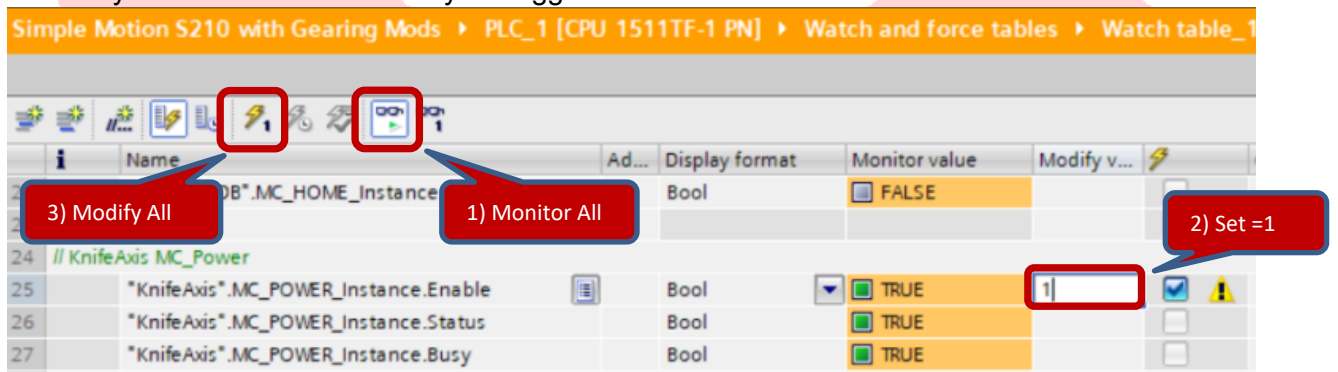 Simple Motion S210 with Gearing Mods ▸ PLC_1 [CPU 1511TF-1 PN] ▸ Watch and force tables ▸ Watch table_1
i Name Ad... Display format Monitor value Modify v...
DB".MC_HOME_Instance Bool FALSE
3) Modify All
1) Monitor All
2) Set =1
24 // KnifeAxis MC_Power
25 "KnifeAxis".MC_POWER_Instance.Enable Bool TRUE 1
26 "KnifeAxis".MC_POWER_Instance.Status Bool TRUE
27 "KnifeAxis".MC_POWER_Instance.Busy Bool TRUE